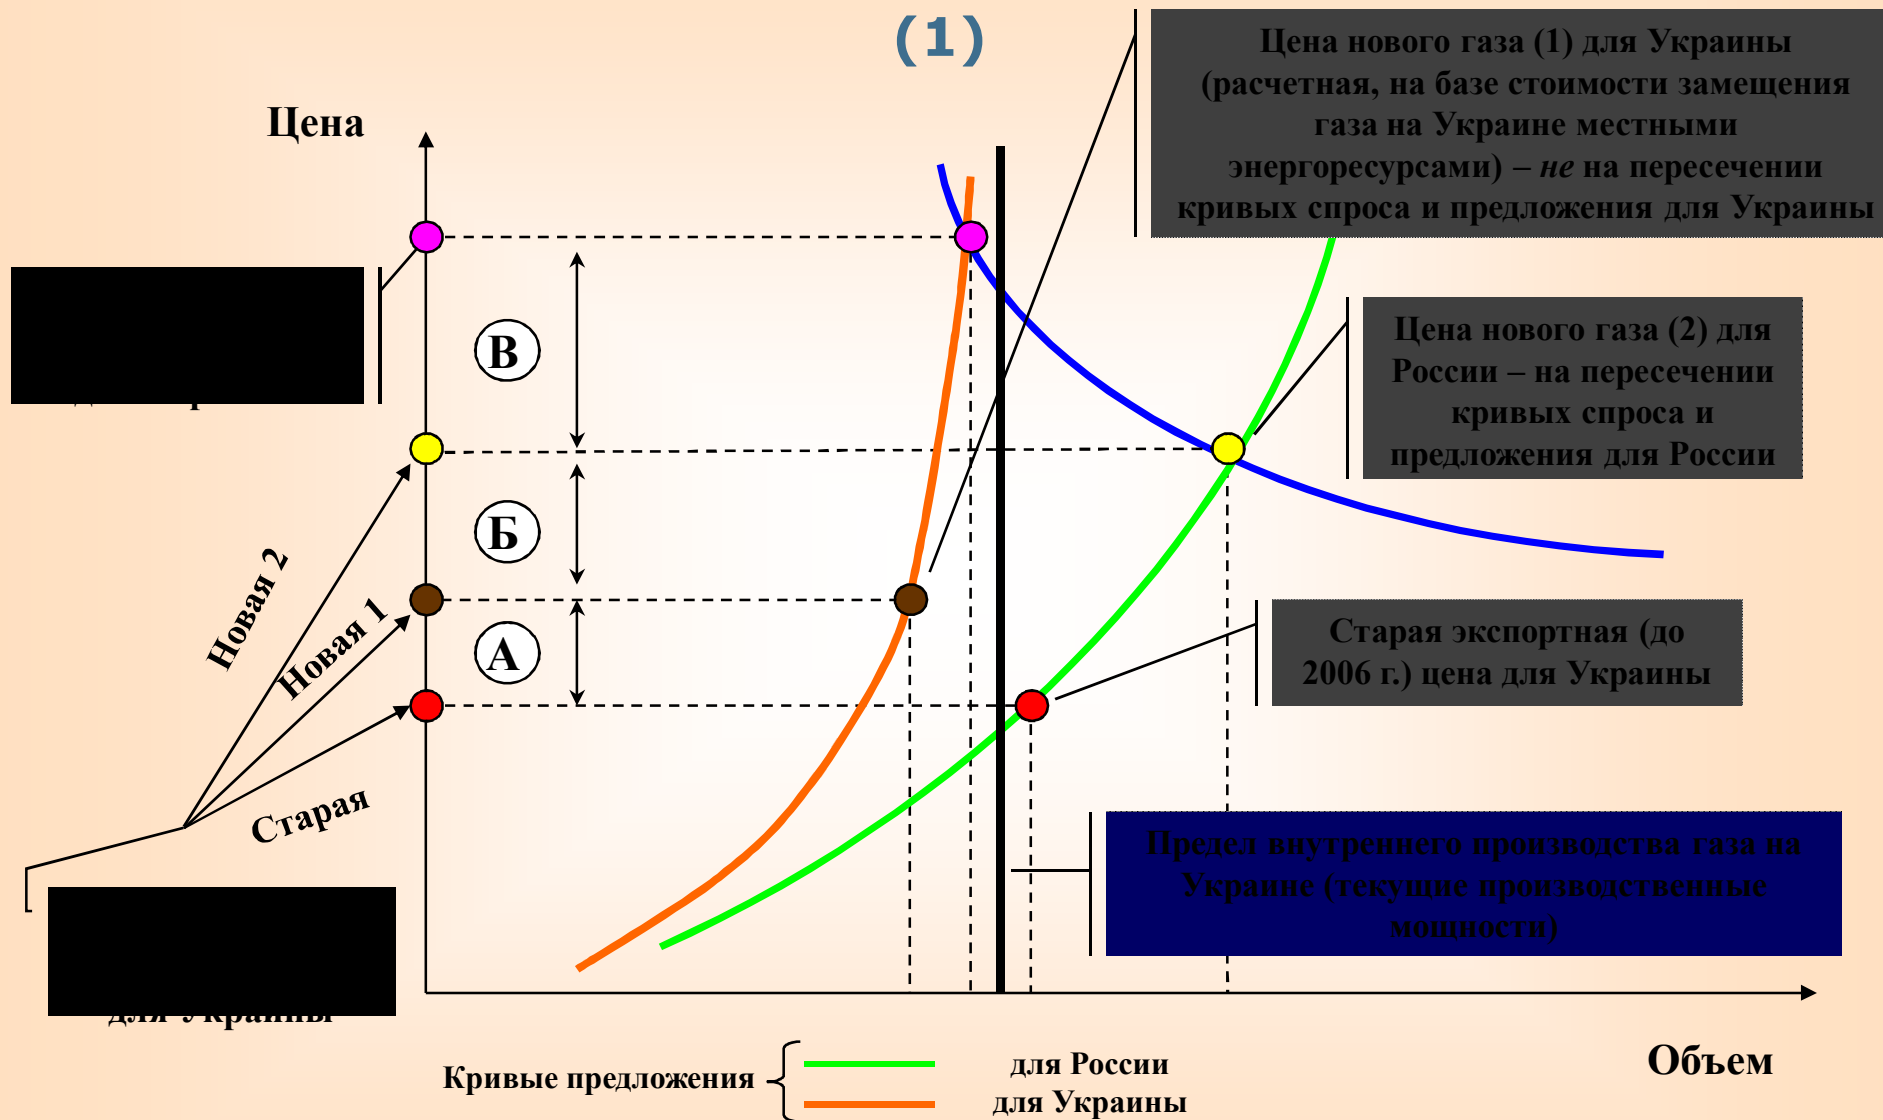 (1)
Цена
Цена нового газа (1) для Украины
(расчетная, на базе стоимости замещения
газа на Украине местными
энергоресурсами) – не на пересечении
кривых спроса и предложения для Украины
Цена нового газа (2) для
России – на пересечении
кривых спроса и
предложения для России
В
Б
А
Новая 2
Новая 1
Старая
Старая экспортная (до
2006 г.) цена для Украины
Предел внутреннего производства газа на
Украине (текущие производственные
мощности)
для Украины
Объем
Кривые предложения
для России
для Украины